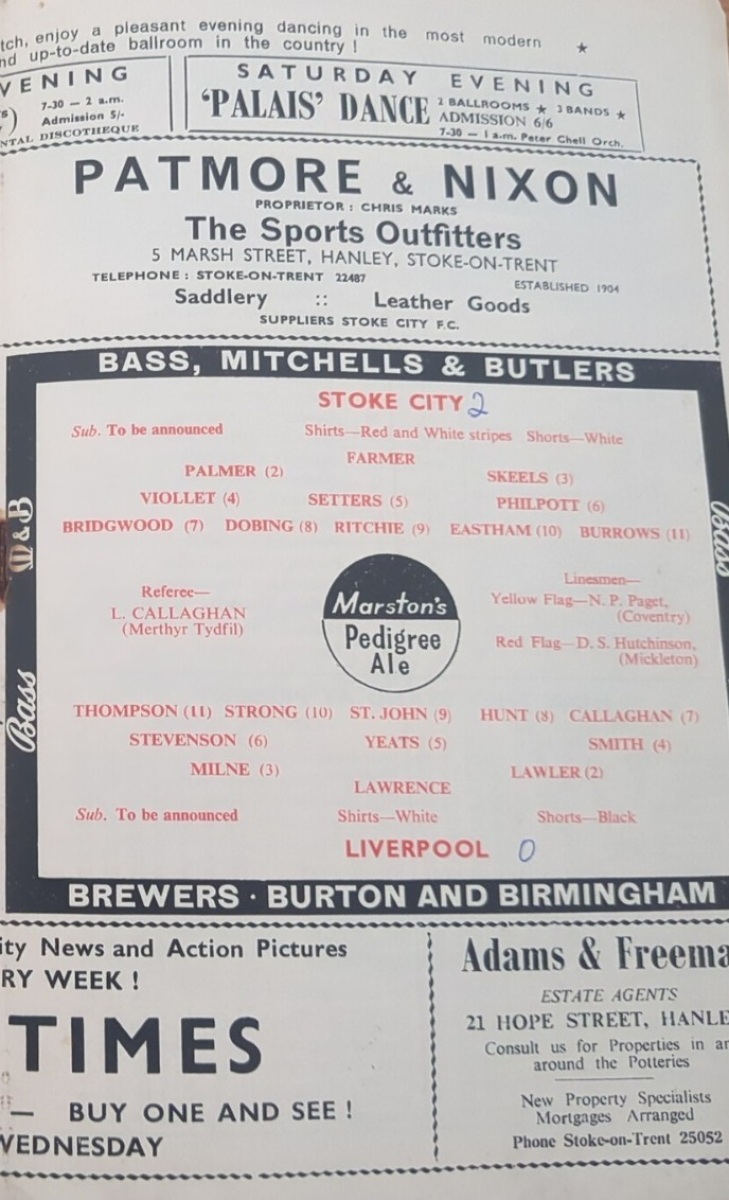 tch, enjoy a pleasant evening dancing in the most modern
nd up-to-date ballroom in the country ! ★
VENING
7-30 — 2 a.m.
Admission 5/-
NTAL DISCOTHEQUE
SATURDAY EVENING
'PALAIS' DANCE
2 BALLROOMS ★ 3 BANDS ★
ADMISSION 6/6
7-30 — 1 a.m. Peter Chell Orch.
PATMORE & NIXON
PROPRIETOR : CHRIS MARKS
The Sports Outfitters
5 MARSH STREET, HANLEY, STOKE-ON-TRENT
TELEPHONE : STOKE-ON-TRENT 22487
ESTABLISHED 1904
Saddlery :: Leather Goods
SUPPLIERS STOKE CITY F.C.
BASS, MITCHELLS & BUTLERS
STOKE CITY 2
Sub. To be announced Shirts—Red and White stripes Shorts—White
FARMER
PALMER (2) SKEELS (3)
VIOLLET (4) SETTERS (5) PHILPOTT (6)
BRIDGWOOD (7) DOBING (8) RITCHIE (9) EASTHAM (10) BURROWS (11)
M&B
Bass
Referee—
L. CALLAGHAN
(Merthyr Tydfil)
Marston's
Pedigree
Ale
Linesmen—
Yellow Flag—N. P. Paget,
(Coventry)
Red Flag—D. S. Hutchinson,
(Mickleton)
Bass
THOMPSON (11) STRONG (10) ST. JOHN (9) HUNT (8) CALLAGHAN (7)
STEVENSON (6) YEATS (5) SMITH (4)
MILNE (3) LAWLER (2)
LAWRENCE
Sub. To be announced Shirts—White Shorts—Black
LIVERPOOL 0
BREWERS · BURTON AND BIRMINGHAM
ity News and Action Pictures
RY WEEK !
TIMES
— BUY ONE AND SEE !
WEDNESDAY
Adams & Freema
ESTATE AGENTS
21 HOPE STREET, HANLE
Consult us for Properties in an
around the Potteries
New Property Specialists
Mortgages Arranged
Phone Stoke-on-Trent 25052